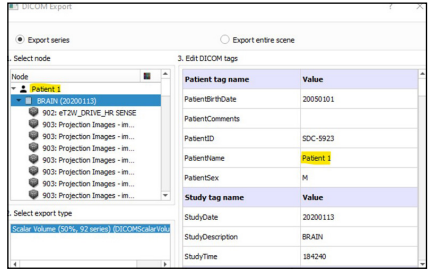 DICOM Export
?
Export series
Export entire scene
. Select node
3. Edit DICOM tags
Node
Patient 1
BRAIN (20200113)
902: eT2W_DRIVE_HR SENSE
903: Projection Images - im...
903: Projection Images - im...
903: Projection Images - im...
903: Projection Images - im...
903: Projection Images - im...
903: Projection Images - im...
903: Projection Images - im...
. Select export type
Scalar Volume (50%, 92 series) (DICOMScalarVolu
Patient tag name Value
PatientBirthDate 20050101
PatientComments
PatientID SDC-5923
PatientName Patient 1
PatientSex M
Study tag name Value
StudyDate 20200113
StudyDescription BRAIN
StudyTime 184240